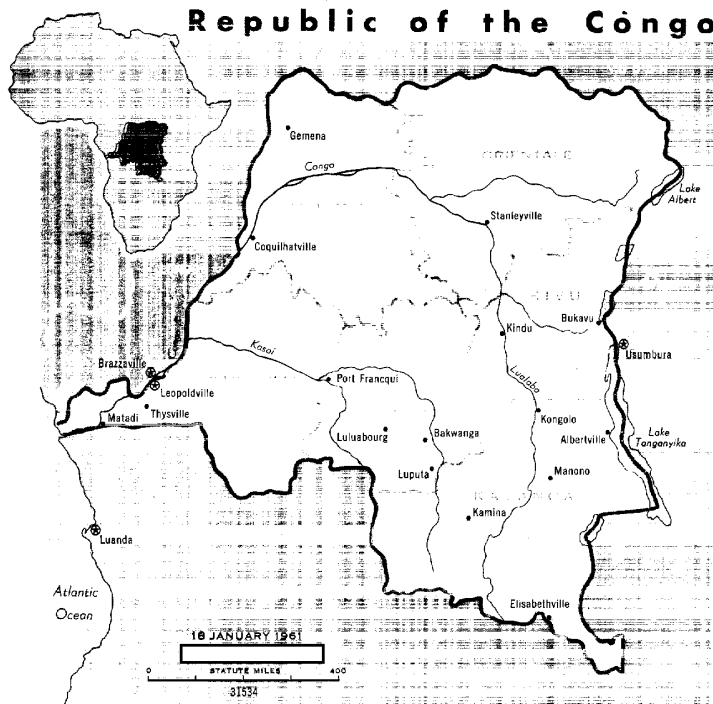 Republic of the Congo
Gemena
Congo
ORIENTALE
Lake
Albert
Stanleyville
Coquilhatville
KIVU
Bukavu
Kindu
Usumbura
Congo
Kasai
Brazzaville
Port Francqui
Lualaba
Leopoldville
Thysville
Matadi
Kongolo
Luluabourg
Bakwanga
Albertville
Lake
Tanganyika
Luputa
Manono
KATANGA
Kamina
Luanda
Atlantic
Ocean
Elisabethville
18 JANUARY 1961
STATUTE MILES
0
400
31534